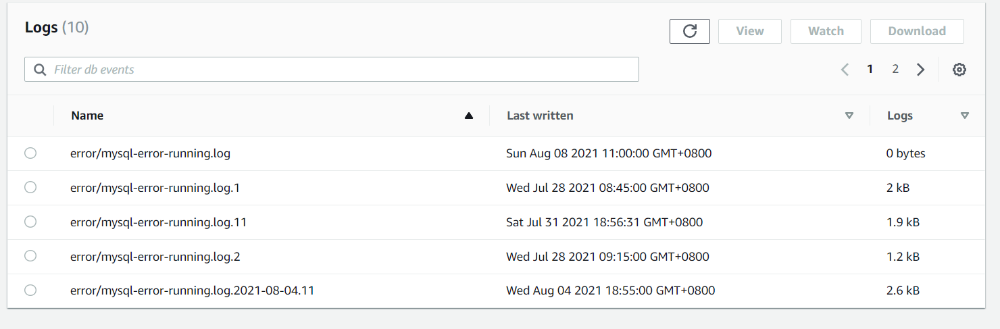 Logs (10)
View
Watch
Download
Filter db events
1 2
Name Last written Logs
error/mysql-error-running.log Sun Aug 08 2021 11:00:00 GMT+0800 0 bytes
error/mysql-error-running.log.1 Wed Jul 28 2021 08:45:00 GMT+0800 2 kB
error/mysql-error-running.log.11 Sat Jul 31 2021 18:56:31 GMT+0800 1.9 kB
error/mysql-error-running.log.2 Wed Jul 28 2021 09:15:00 GMT+0800 1.2 kB
error/mysql-error-running.log.2021-08-04.11 Wed Aug 04 2021 18:55:00 GMT+0800 2.6 kB